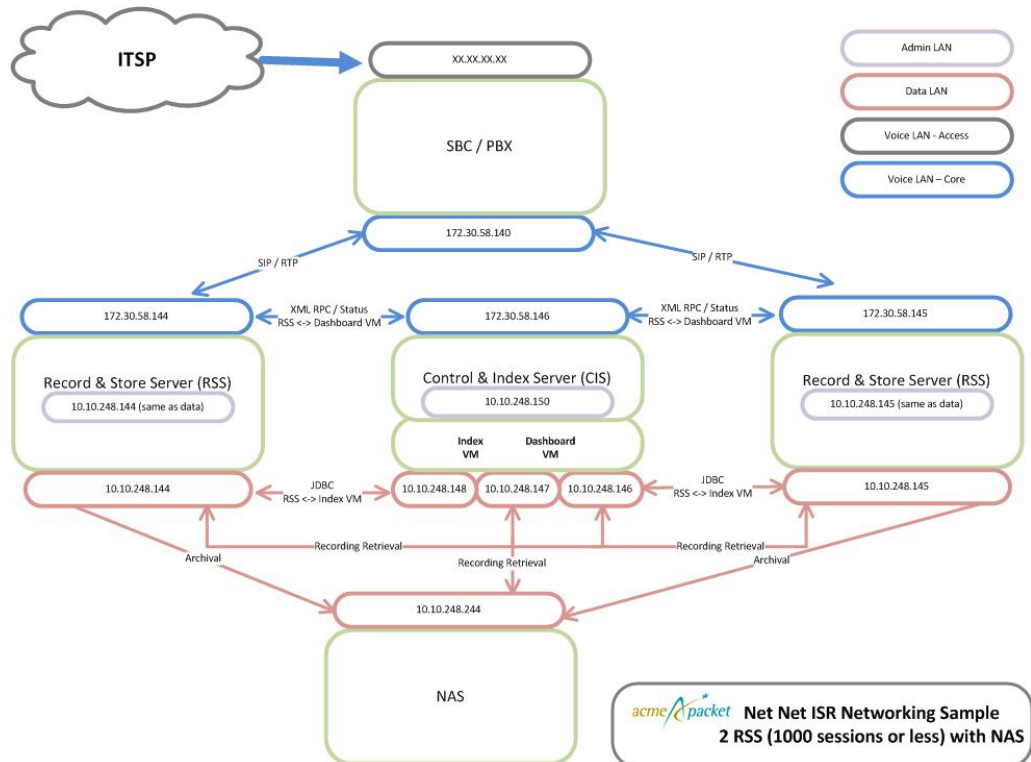 ITSP
XX.XX.XX.XX
Admin LAN
Data LAN
Voice LAN - Access
Voice LAN – Core
SBC / PBX
172.30.58.140
SIP / RTP
SIP / RTP
172.30.58.144
XML RPC / Status
RSS <-> Dashboard VM
172.30.58.146
XML RPC / Status
RSS <-> Dashboard VM
172.30.58.145
Record & Store Server (RSS)
10.10.248.144 (same as data)
Control & Index Server (CIS)
10.10.248.150
Record & Store Server (RSS)
10.10.248.145 (same as data)
Index
VM
Dashboard
VM
10.10.248.144
JDBC
RSS <-> Index VM
10.10.248.148
10.10.248.147
10.10.248.146
JDBC
RSS <-> Index VM
10.10.248.145
Recording Retrieval
Recording Retrieval
Archival
Archival
Recording Retrieval
10.10.248.244
NAS
acme packet
Net Net ISR Networking Sample
2 RSS (1000 sessions or less) with NAS